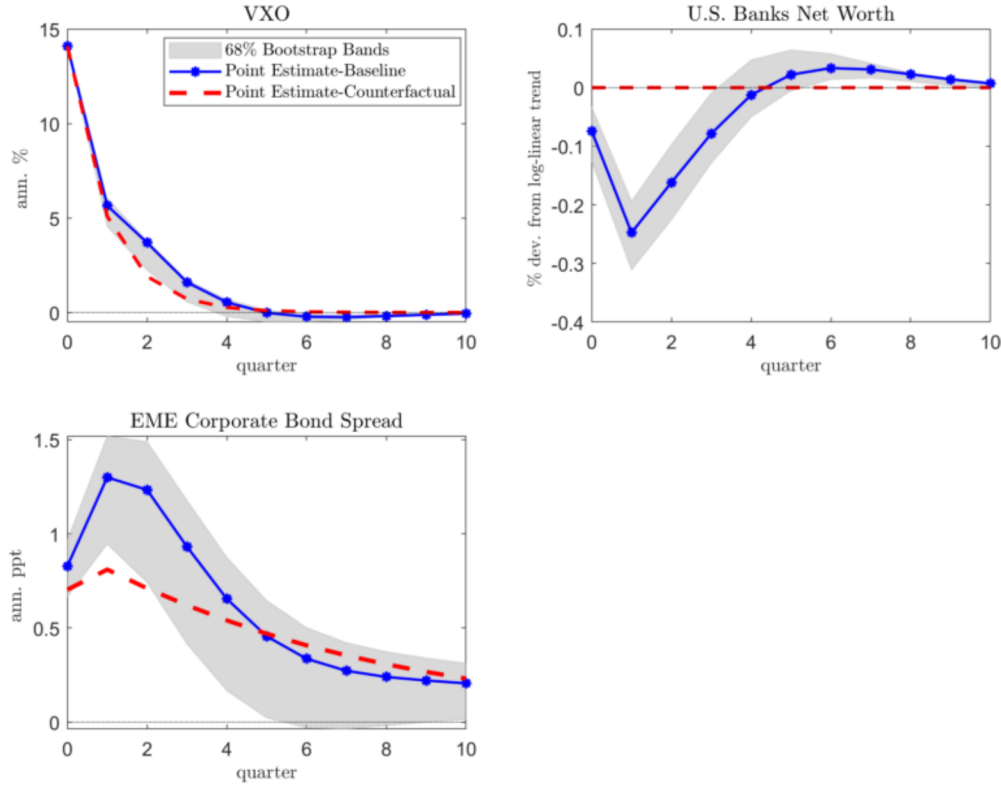 VXO
15
10
5
0
ann. %
68% Bootstrap Bands
Point Estimate-Baseline
Point Estimate-Counterfactual
0 2 4 6 8 10
quarter
U.S. Banks Net Worth
0.1
0
-0.1
-0.2
-0.3
-0.4
% dev. from log-linear trend
0 2 4 6 8 10
quarter
EME Corporate Bond Spread
1.5
1
0.5
0
ann. ppt
0 2 4 6 8 10
quarter